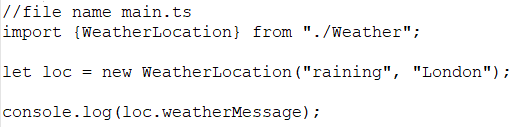 //file name main.ts
import {WeatherLocation} from "./Weather";
let loc = new WeatherLocation("raining", "London");
console.log(loc.weatherMessage);